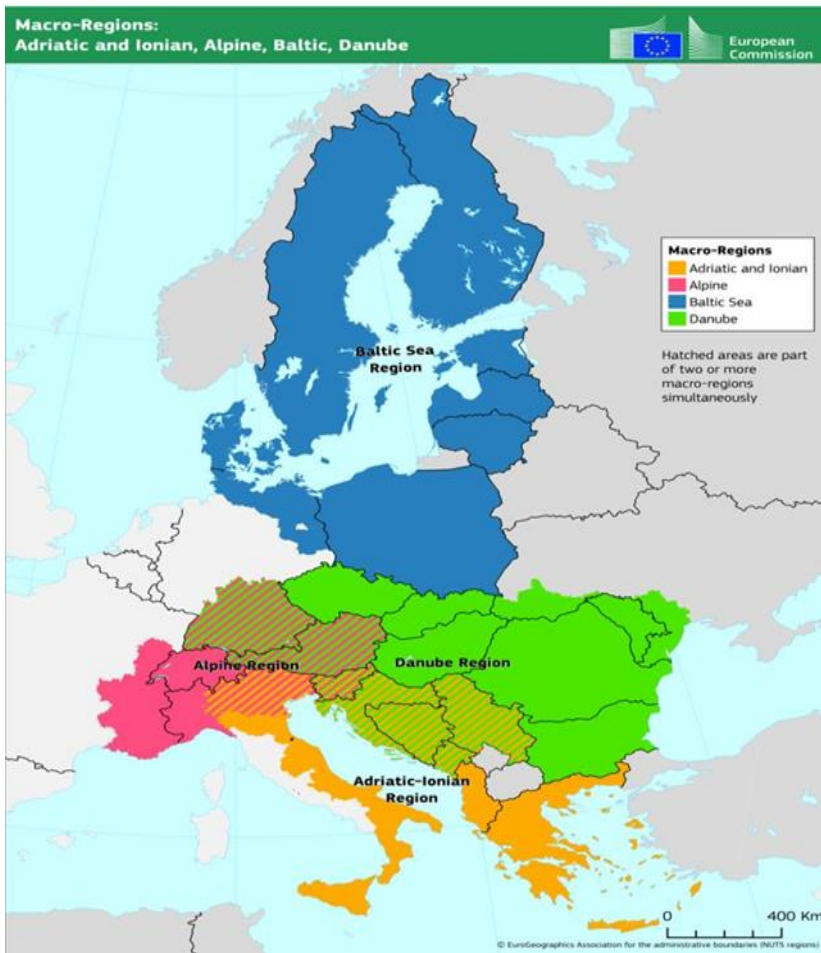 Macro-Regions:
Adriatic and Ionian, Alpine, Baltic, Danube
European
Commission
Macro-Regions
Adriatic and Ionian
Alpine
Baltic Sea
Danube
Hatched areas are part
of two or more
macro-regions
simultaneously
Baltic Sea
Region
Alpine Region
Danube Region
Adriatic-Ionian
Region
0 400 Km
© EuroGeographics Association for the administrative boundaries (NUTS regions)